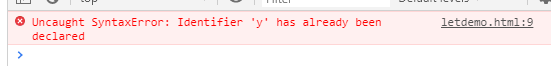 top
Filter
Default levels
Uncaught SyntaxError: Identifier 'y' has already been declared
letdemo.html:9